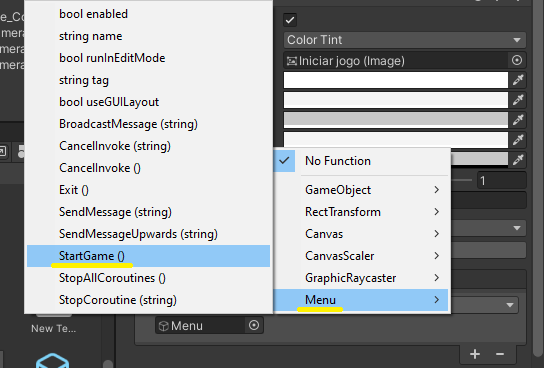 e_Co
mera
mera
mera
bool enabled
string name
bool runInEditMode
string tag
bool useGUILayout
BroadcastMessage (string)
CancelInvoke (string)
CancelInvoke ()
Exit ()
SendMessage (string)
SendMessageUpwards (string)
StartGame ()
StopAllCoroutines ()
StopCoroutine (string)
Color Tint
Iniciar jogo (Image)
No Function
GameObject
RectTransform
Canvas
CanvasScaler
GraphicRaycaster
Menu
1
New Te...
Menu
+ −